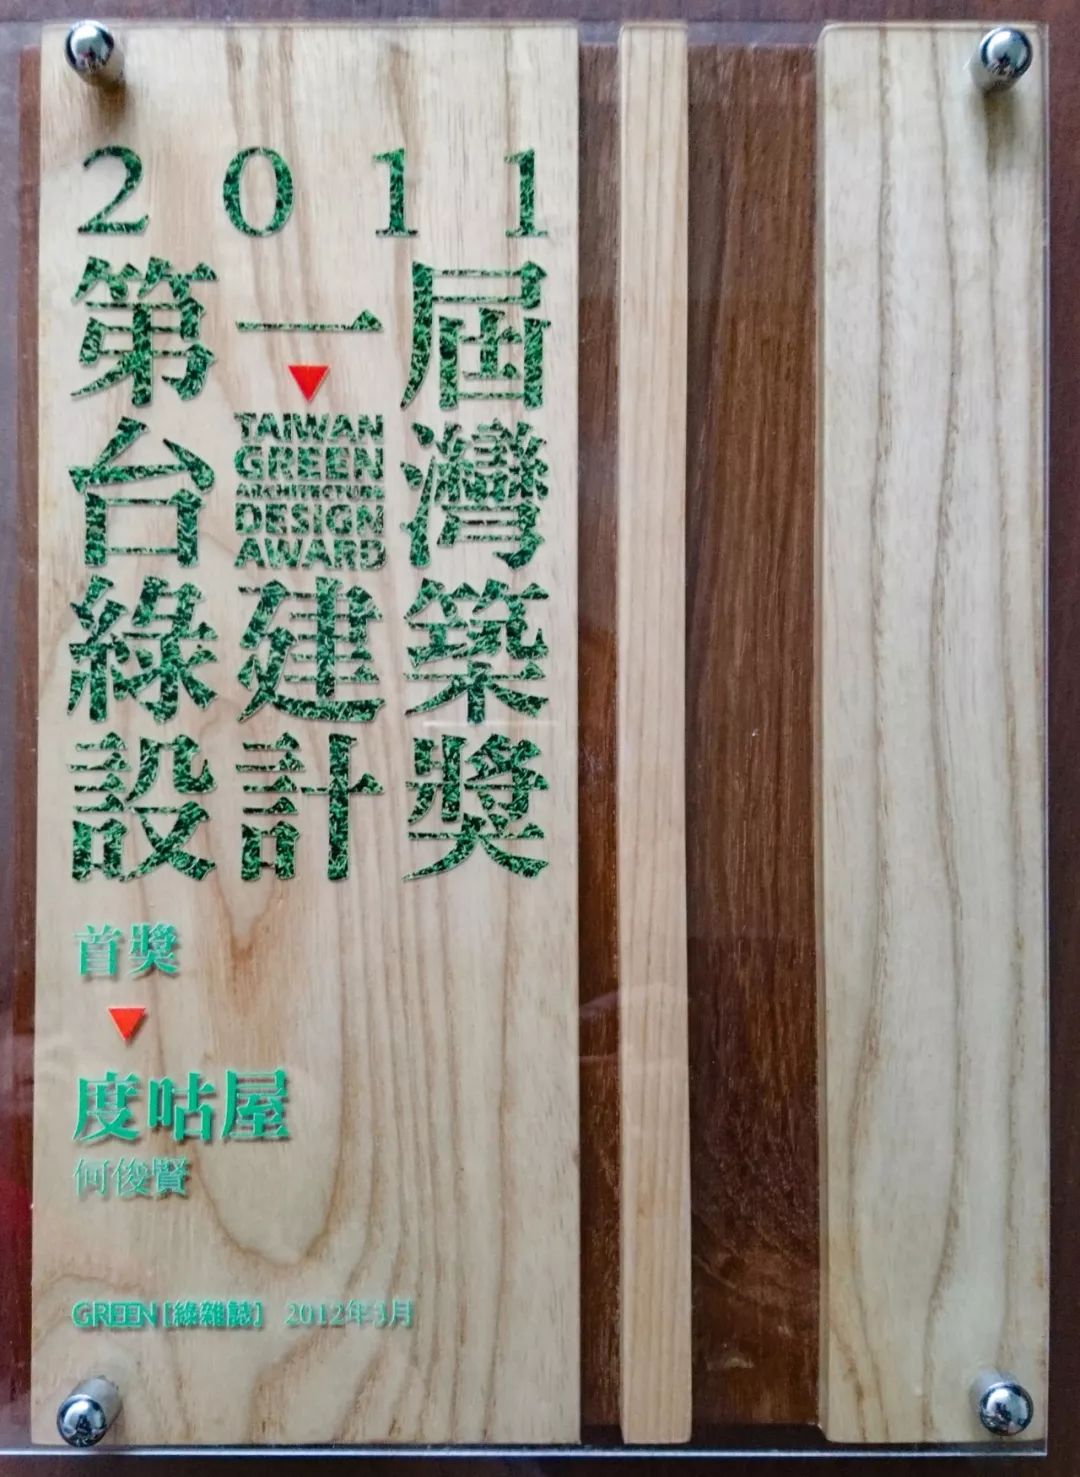 2011
第一屆
台灣
TAIWAN
GREEN
ARCHITECTURE
DESIGN
AWARD
綠建築
設計獎
首獎
度咕屋
何俊賢
GREEN [綠雜誌] 2012年3月